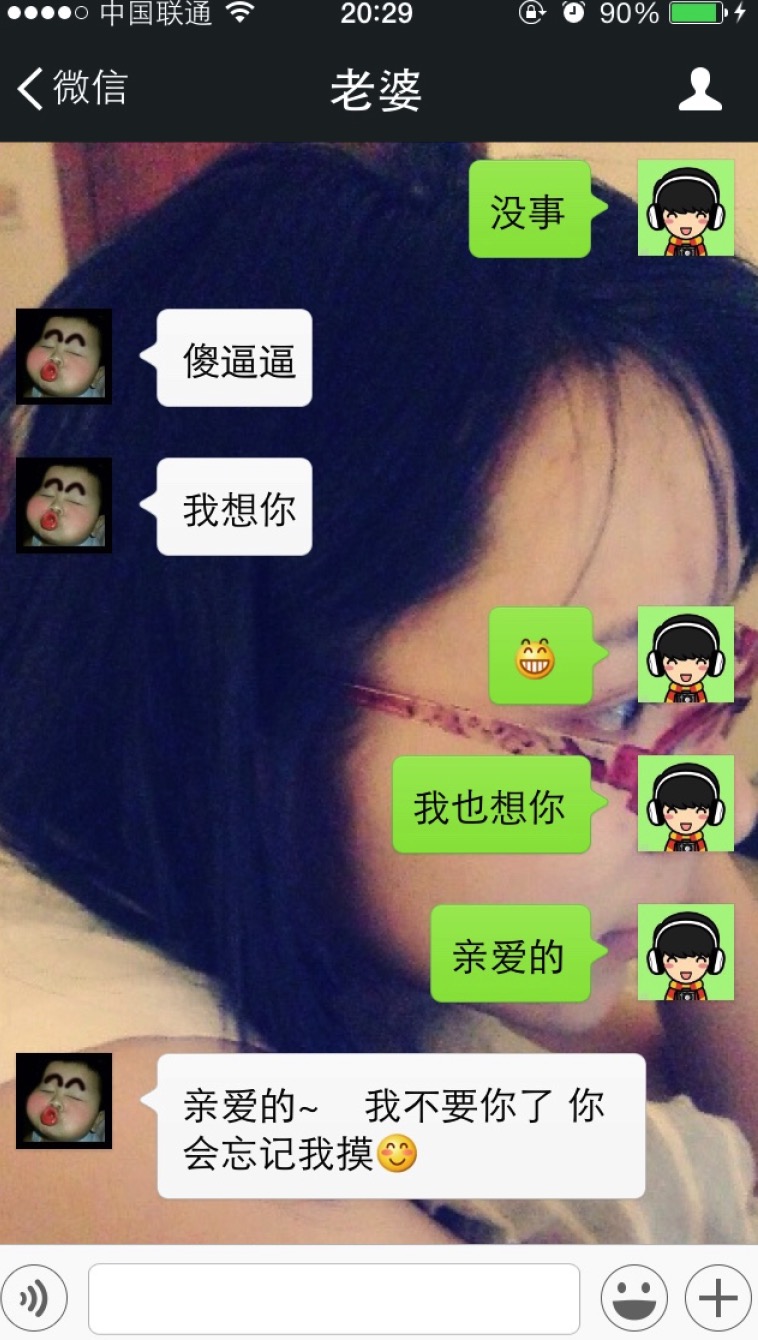 中国联通 20:29 90%
微信 老婆
没事
傻逼逼
我想你
😁
我也想你
亲爱的
亲爱的~ 我不要你了 你
会忘记我摸😊